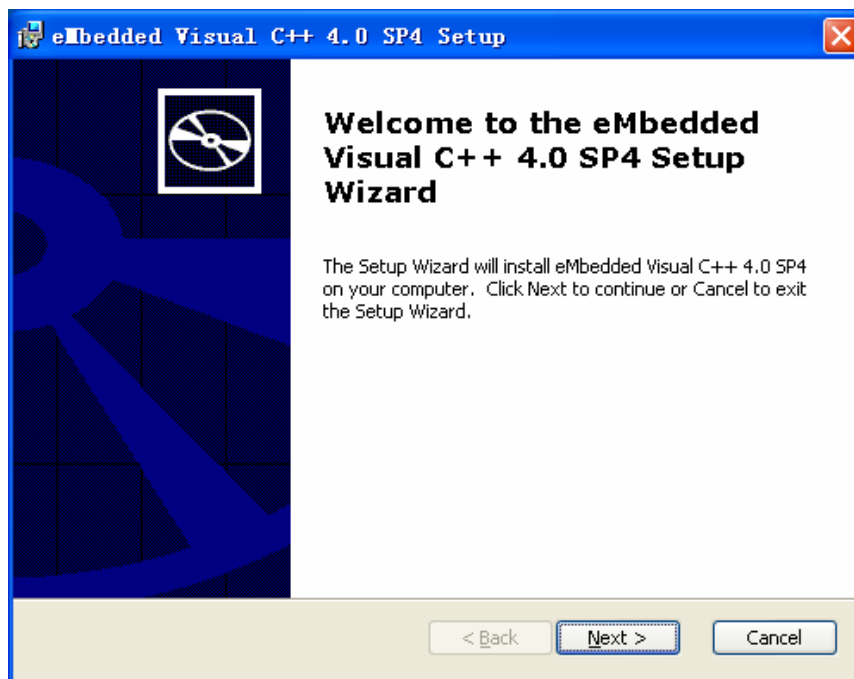 eMbedded Visual C++ 4.0 SP4 Setup
Welcome to the eMbedded
Visual C++ 4.0 SP4 Setup
Wizard
The Setup Wizard will install eMbedded Visual C++ 4.0 SP4
on your computer. Click Next to continue or Cancel to exit
the Setup Wizard.
< Back Next > Cancel